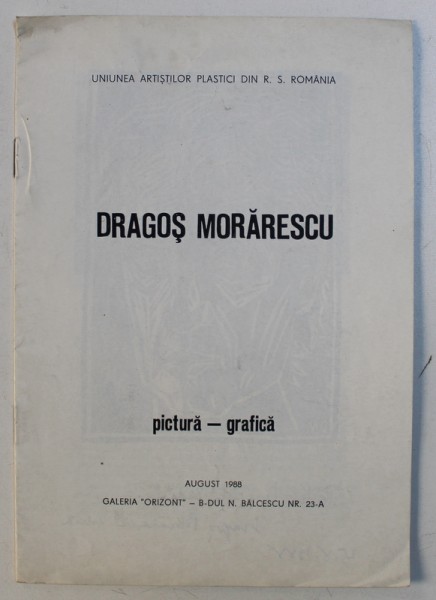 UNIUNEA ARTIȘTILOR PLASTICI DIN R. S. ROMÂNIA
DRAGOȘ MORĂRESCU
pictură — grafică
AUGUST 1988
GALERIA "ORIZONT" – B-DUL N. BĂLCESCU NR. 23-A